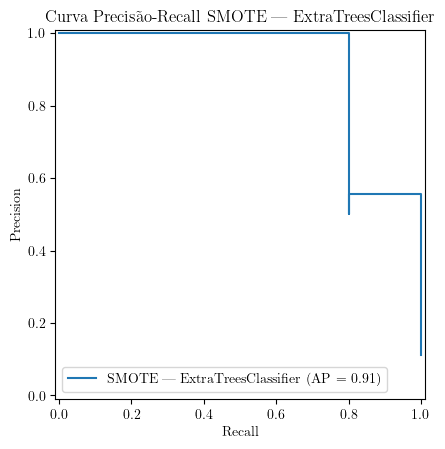 Curva Precisão-Recall SMOTE — ExtraTreesClassifier
1.0
0.8
0.6
0.4
0.2
0.0
Precision
SMOTE — ExtraTreesClassifier (AP = 0.91)
0.0 0.2 0.4 0.6 0.8 1.0
Recall